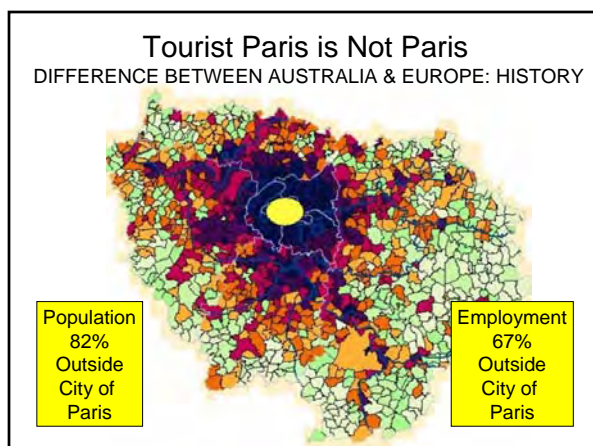 Tourist Paris is Not Paris
DIFFERENCE BETWEEN AUSTRALIA & EUROPE: HISTORY
Population
82%
Outside
City of
Paris
Employment
67%
Outside
City of
Paris